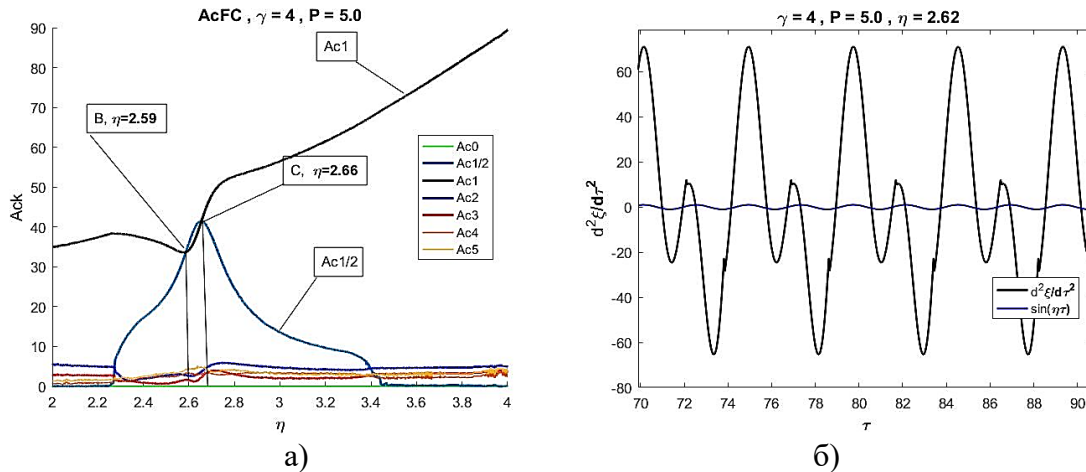 AcFC , γ = 4 , P = 5.0
90
80
70
60
50
40
30
20
10
0
Ack
2
2.2
2.4
2.6
2.8
3
3.2
3.4
3.6
3.8
4
η
Ac1
B, η=2.59
C, η=2.66
Ac1/2
Ac0
Ac1/2
Ac1
Ac2
Ac3
Ac4
Ac5
а)
γ = 4 , P = 5.0 , η = 2.62
60
40
20
0
-20
-40
-60
-80
d²ξ/dτ²
70
72
74
76
78
80
82
84
86
88
90
τ
d²ξ/dτ²
sin(ητ)
б)